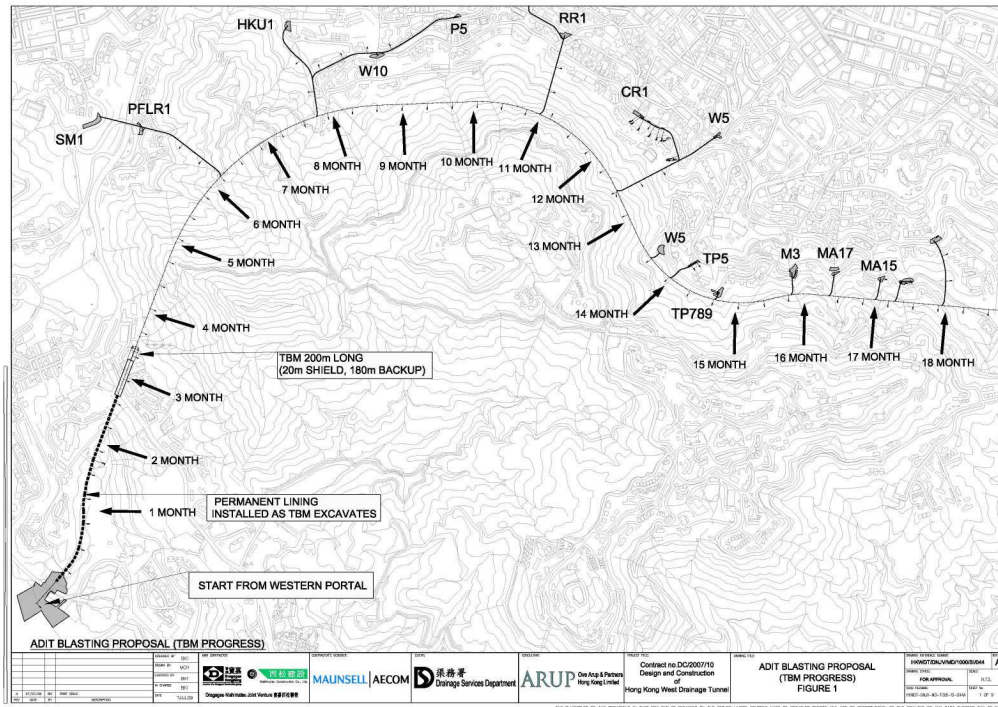 HKU1
P5
RR1
W10
CR1
W5
PFLR1
SM1
8 MONTH
9 MONTH
10 MONTH
11 MONTH
7 MONTH
12 MONTH
6 MONTH
13 MONTH
5 MONTH
W5
TP5
M3
MA17
MA15
14 MONTH
TP789
4 MONTH
15 MONTH
16 MONTH
17 MONTH
18 MONTH
TBM 200m LONG
(20m SHIELD, 180m BACKUP)
3 MONTH
2 MONTH
PERMANENT LINING
INSTALLED AS TBM EXCAVATES
1 MONTH
START FROM WESTERN PORTAL
ADIT BLASTING PROPOSAL (TBM PROGRESS)
西松建設
MAUNSELL AECOM
渠務署
Drainage Services Department
ARUP
Ove Arup & Partners
Hong Kong Limited
Contract no.DC/2007/10
Design and Construction
of
Hong Kong West Drainage Tunnel
ADIT BLASTING PROPOSAL
(TBM PROGRESS)
FIGURE 1
FOR APPROVAL
N.T.S.